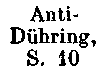 Anti-
Dühring,
S. 10